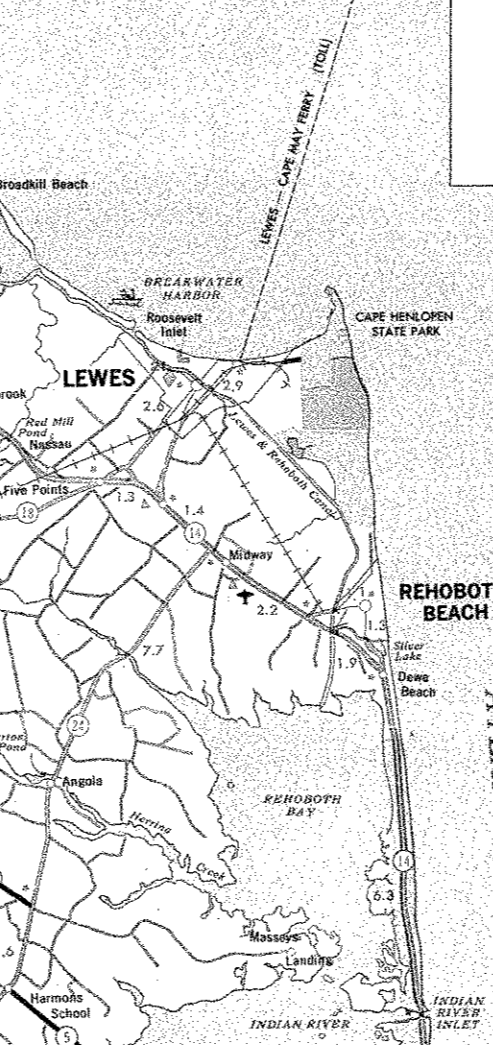 LEWES — CAPE MAY FERRY (TOLL)
Broadkill Beach
BREAKWATER
HARBOR
Roosevelt
Inlet
CAPE HENLOPEN
STATE PARK
LEWES
2.9
2.6
rook
Red Mill
Pond
Nassau
Lewes & Rehoboth Canal
Five Points
18
1.3
1.4
14
Midway
2.2
REHOBOT
BEACH
1.3
7.7
1.9
Silver
Lake
Dewe
Beach
24
Pond
Angola
REHOBOTH
BAY
Herring
Creek
14
6.3
Masseys
Landing
Harmons
School
5
INDIAN RIVER
INDIAN
RIVER
INLET